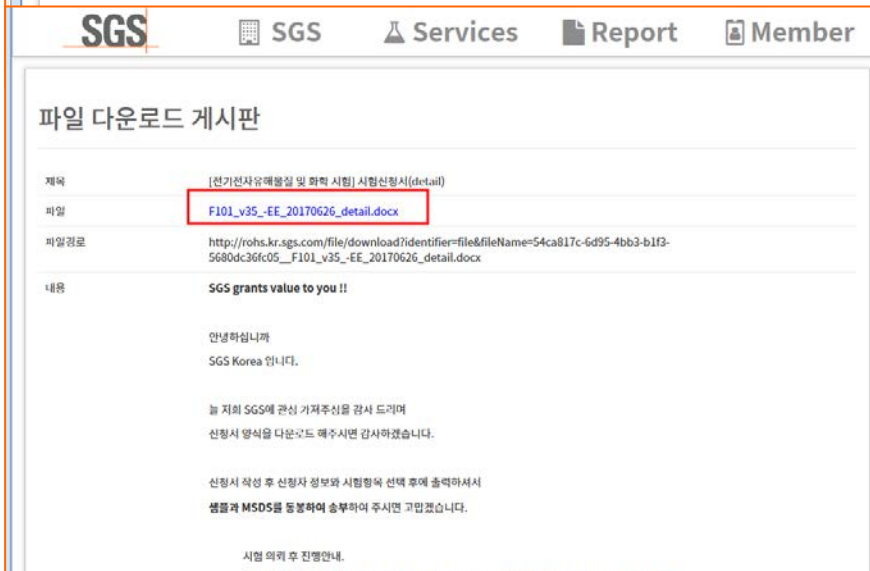 SGS SGS Services Report Member
파일 다운로드 게시판
제목 [전기전자유해물질 및 화학 시험] 시험신청서(detail)
파일 F101_v35_-EE_20170626_detail.docx
파일경로 http://rohs.kr.sgs.com/file/download?identifier=file&fileName=54ca817c-6d95-4bb3-b1f3-
5680dc36fc05__F101_v35_-EE_20170626_detail.docx
내용 SGS grants value to you !!
안녕하십니까
SGS Korea 입니다.
늘 저희 SGS에 관심 가져주심을 감사 드리며
신청서 양식을 다운로드 해주시면 감사하겠습니다.
신청서 작성 후 신청자 정보와 시험항목 선택 후에 출력하셔서
샘플과 MSDS를 동봉하여 송부하여 주시면 고맙겠습니다.
시험 의뢰 후 진행안내.